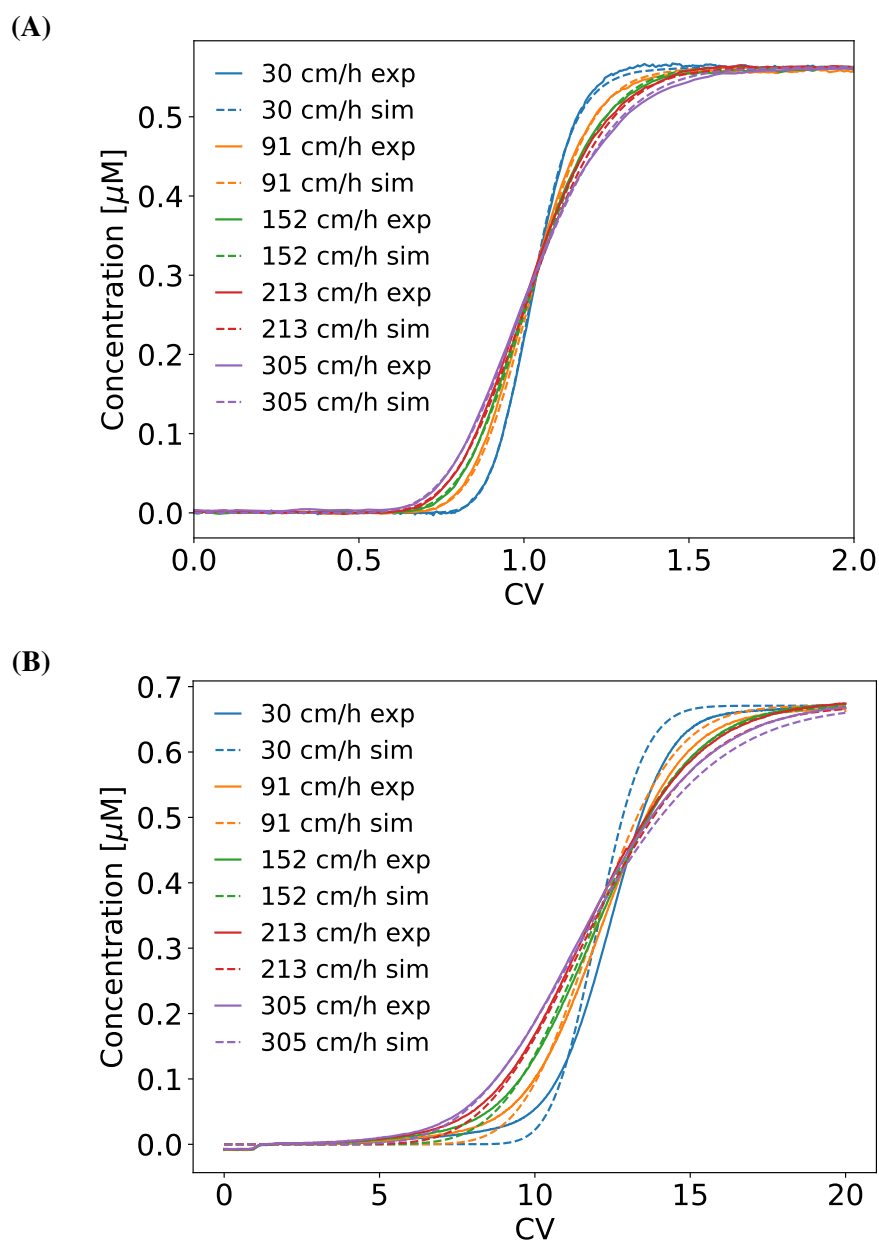 (A)
30 cm/h exp
30 cm/h sim
91 cm/h exp
91 cm/h sim
152 cm/h exp
152 cm/h sim
213 cm/h exp
213 cm/h sim
305 cm/h exp
305 cm/h sim
Concentration [μM]
0.5
0.4
0.3
0.2
0.1
0.0
0.0 0.5 1.0 1.5 2.0
CV
(B)
30 cm/h exp
30 cm/h sim
91 cm/h exp
91 cm/h sim
152 cm/h exp
152 cm/h sim
213 cm/h exp
213 cm/h sim
305 cm/h exp
305 cm/h sim
Concentration [μM]
0.7
0.6
0.5
0.4
0.3
0.2
0.1
0.0
0 5 10 15 20
CV